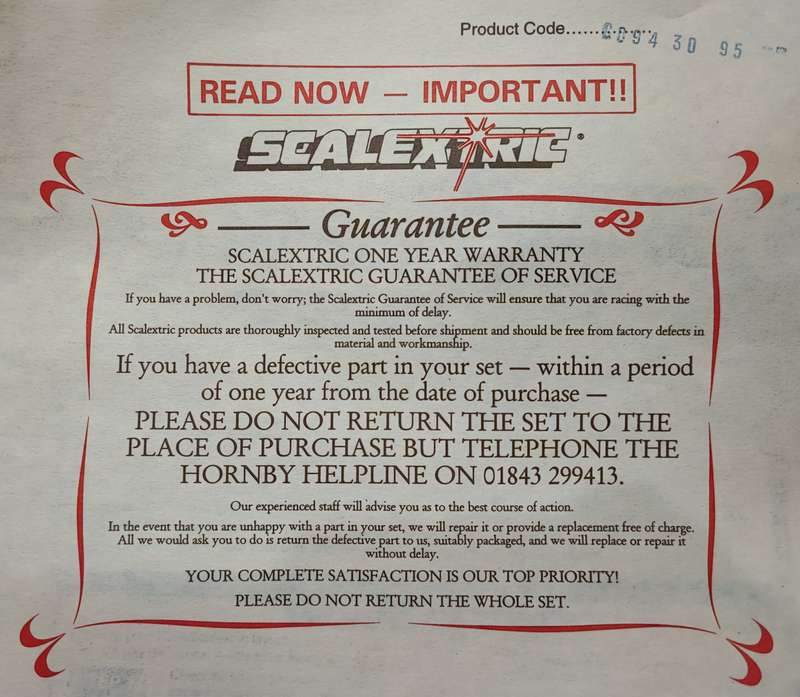 Product Code.................. C094 30 95
READ NOW — IMPORTANT!!
SCALEXTRIC®
Guarantee
SCALEXTRIC ONE YEAR WARRANTY
THE SCALEXTRIC GUARANTEE OF SERVICE
If you have a problem, don't worry; the Scalextric Guarantee of Service will ensure that you are racing with the
minimum of delay.
All Scalextric products are thoroughly inspected and tested before shipment and should be free from factory defects in
material and workmanship.
If you have a defective part in your set — within a period
of one year from the date of purchase —
PLEASE DO NOT RETURN THE SET TO THE
PLACE OF PURCHASE BUT TELEPHONE THE
HORNBY HELPLINE ON 01843 299413.
Our experienced staff will advise you as to the best course of action.
In the event that you are unhappy with a part in your set, we will repair it or provide a replacement free of charge.
All we would ask you to do is return the defective part to us, suitably packaged, and we will replace or repair it
without delay.
YOUR COMPLETE SATISFACTION IS OUR TOP PRIORITY!
PLEASE DO NOT RETURN THE WHOLE SET.